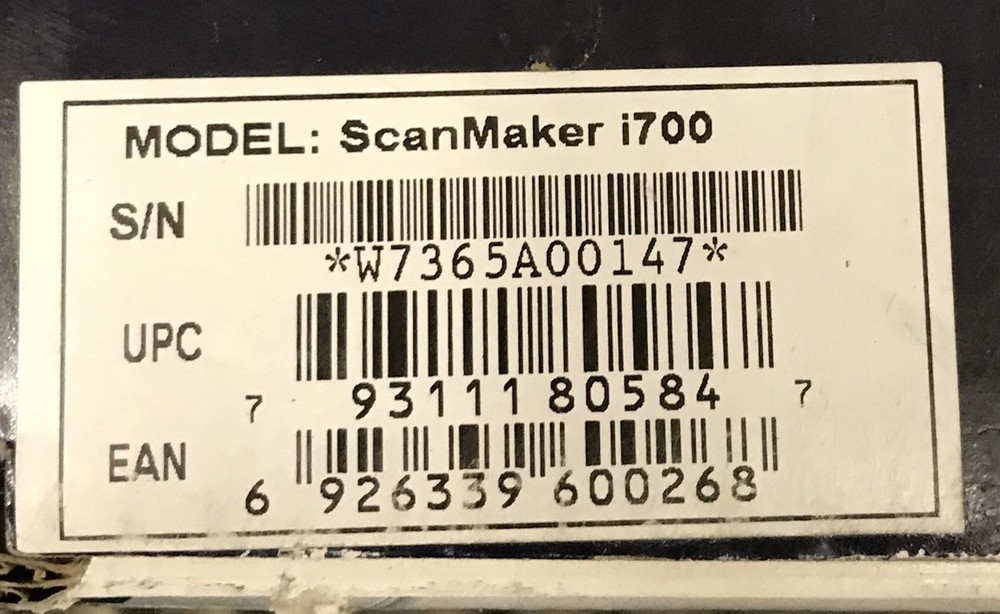 MODEL: ScanMaker i700
S/N
*W7365A00147*
UPC
7 93111 80584 7
EAN
6 926339 600268